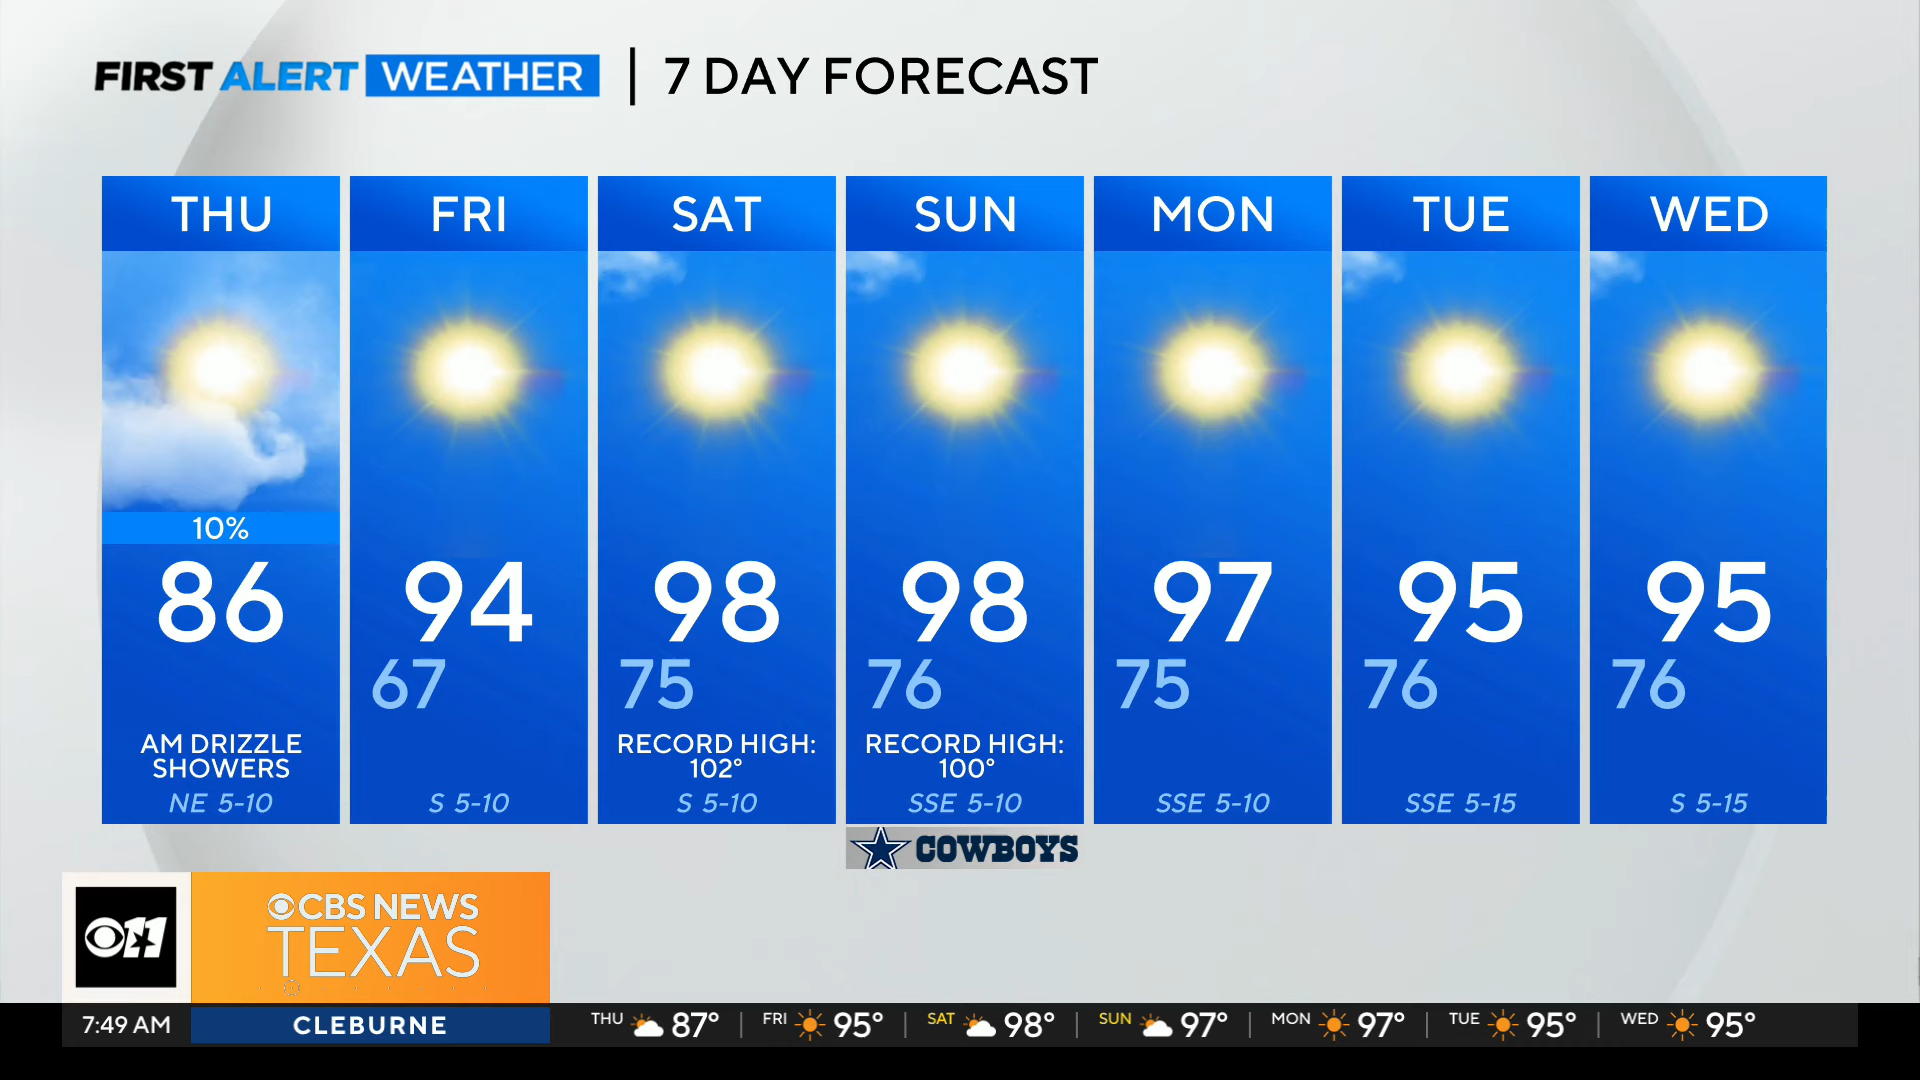 FIRST ALERT WEATHER | 7 DAY FORECAST
THU
10%
86
AM DRIZZLE
SHOWERS
NE 5-10
FRI
94
67
S 5-10
SAT
98
75
RECORD HIGH:
102°
S 5-10
SUN
98
76
RECORD HIGH:
100°
SSE 5-10
COWBOYS
MON
97
75
SSE 5-10
TUE
95
76
SSE 5-15
WED
95
76
S 5-15
11
CBS NEWS
TEXAS
7:49 AM
CLEBURNE
THU 87° | FRI 95° | SAT 98° | SUN 97° | MON 97° | TUE 95° | WED 95°